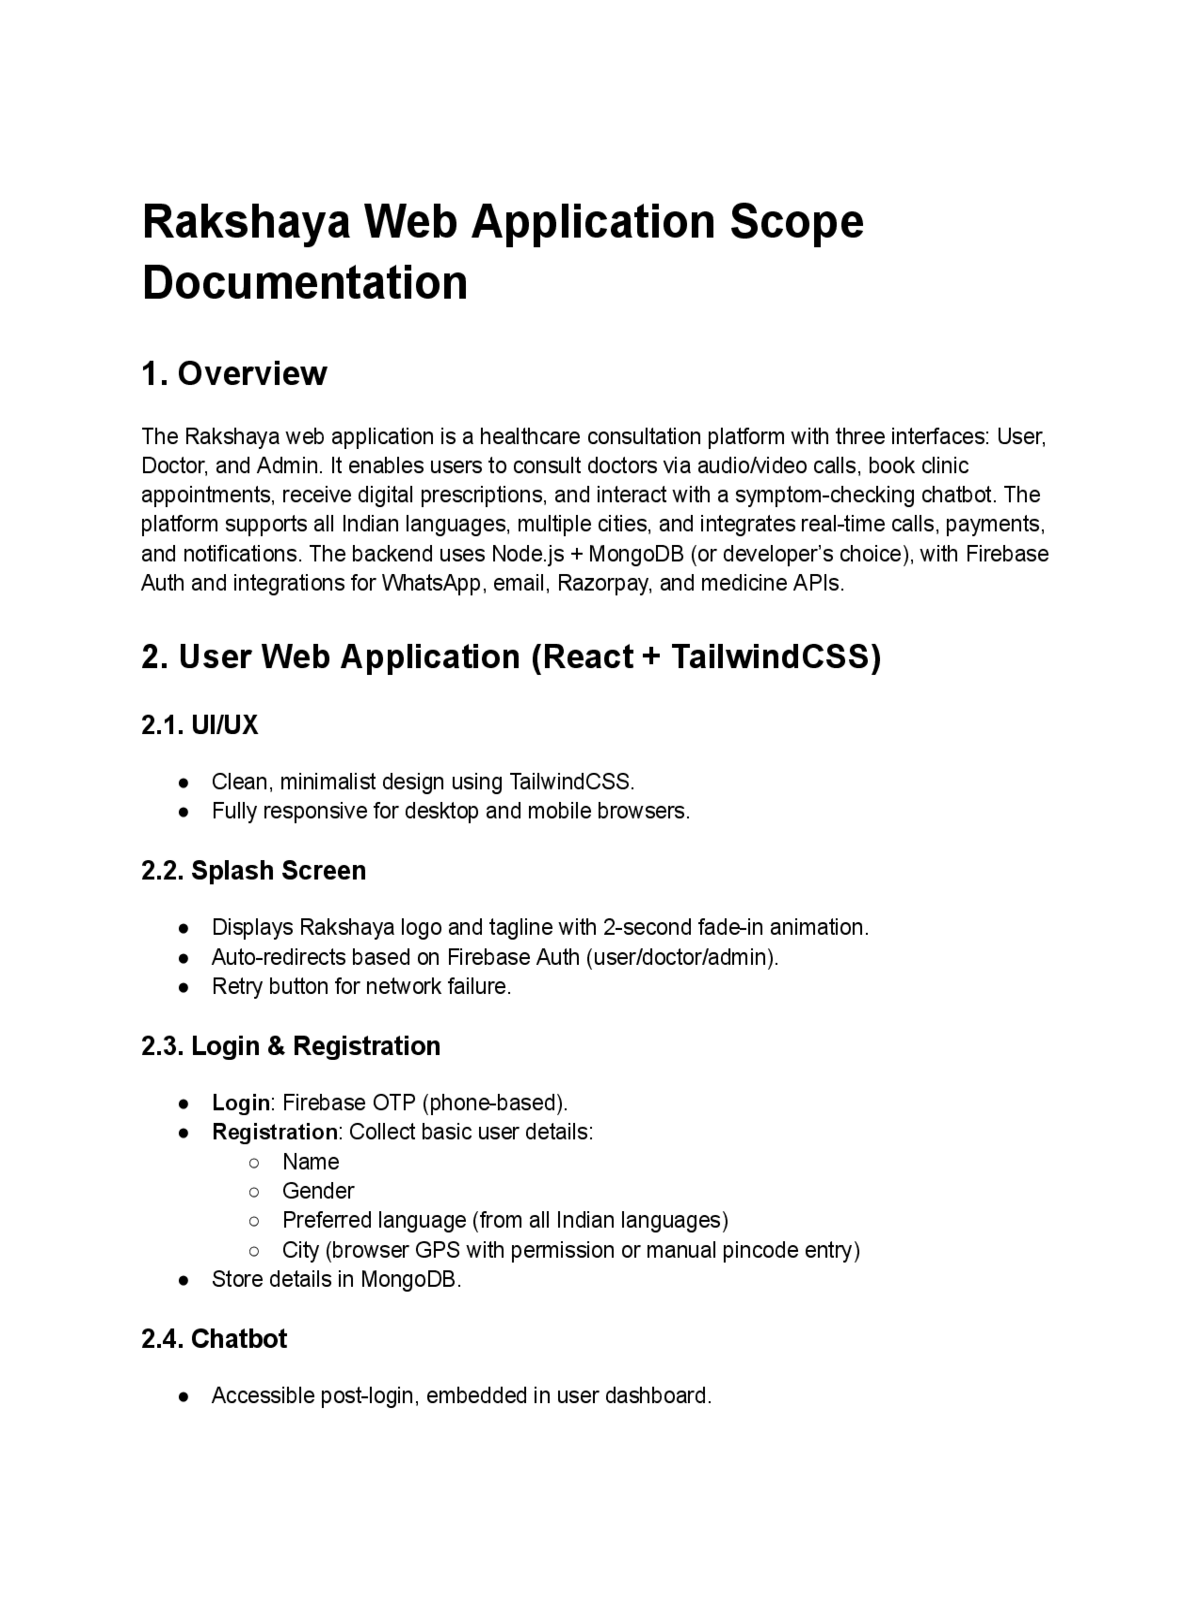 Rakshaya Web Application Scope
Documentation
1. Overview
The Rakshaya web application is a healthcare consultation platform with three interfaces: User,
Doctor, and Admin. It enables users to consult doctors via audio/video calls, book clinic
appointments, receive digital prescriptions, and interact with a symptom-checking chatbot. The
platform supports all Indian languages, multiple cities, and integrates real-time calls, payments,
and notifications. The backend uses Node.js + MongoDB (or developer’s choice), with Firebase
Auth and integrations for WhatsApp, email, Razorpay, and medicine APIs.
2. User Web Application (React + TailwindCSS)
2.1. UI/UX
● Clean, minimalist design using TailwindCSS.
● Fully responsive for desktop and mobile browsers.
2.2. Splash Screen
● Displays Rakshaya logo and tagline with 2-second fade-in animation.
● Auto-redirects based on Firebase Auth (user/doctor/admin).
● Retry button for network failure.
2.3. Login & Registration
● Login: Firebase OTP (phone-based).
● Registration: Collect basic user details:
○ Name
○ Gender
○ Preferred language (from all Indian languages)
○ City (browser GPS with permission or manual pincode entry)
● Store details in MongoDB.
2.4. Chatbot
● Accessible post-login, embedded in user dashboard.